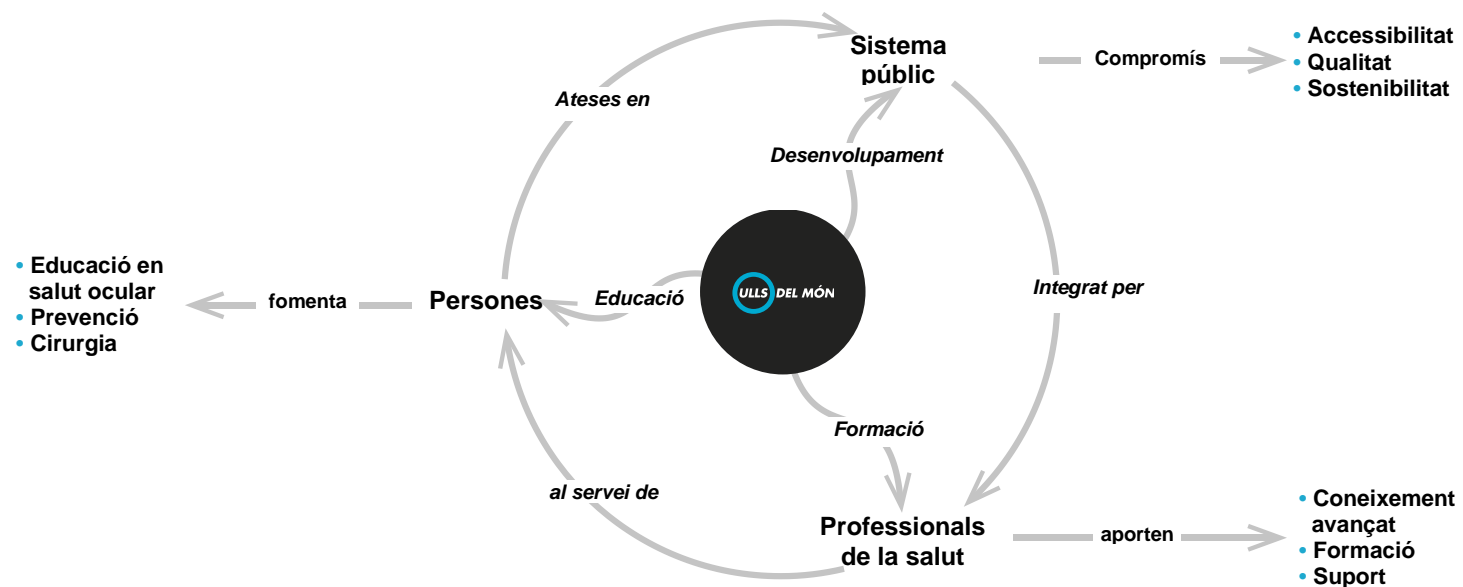 Sistema
públic
Compromís
• Accessibilitat
• Qualitat
• Sostenibilitat
Ateses en
Desenvolupament
• Educació en
salut ocular
• Prevenció
• Cirurgia
fomenta
Persones
Educació
ULLS DEL MÓN
Integrat per
Formació
al servei de
Professionals
de la salut
aporten
• Coneixement
avançat
• Formació
• Suport